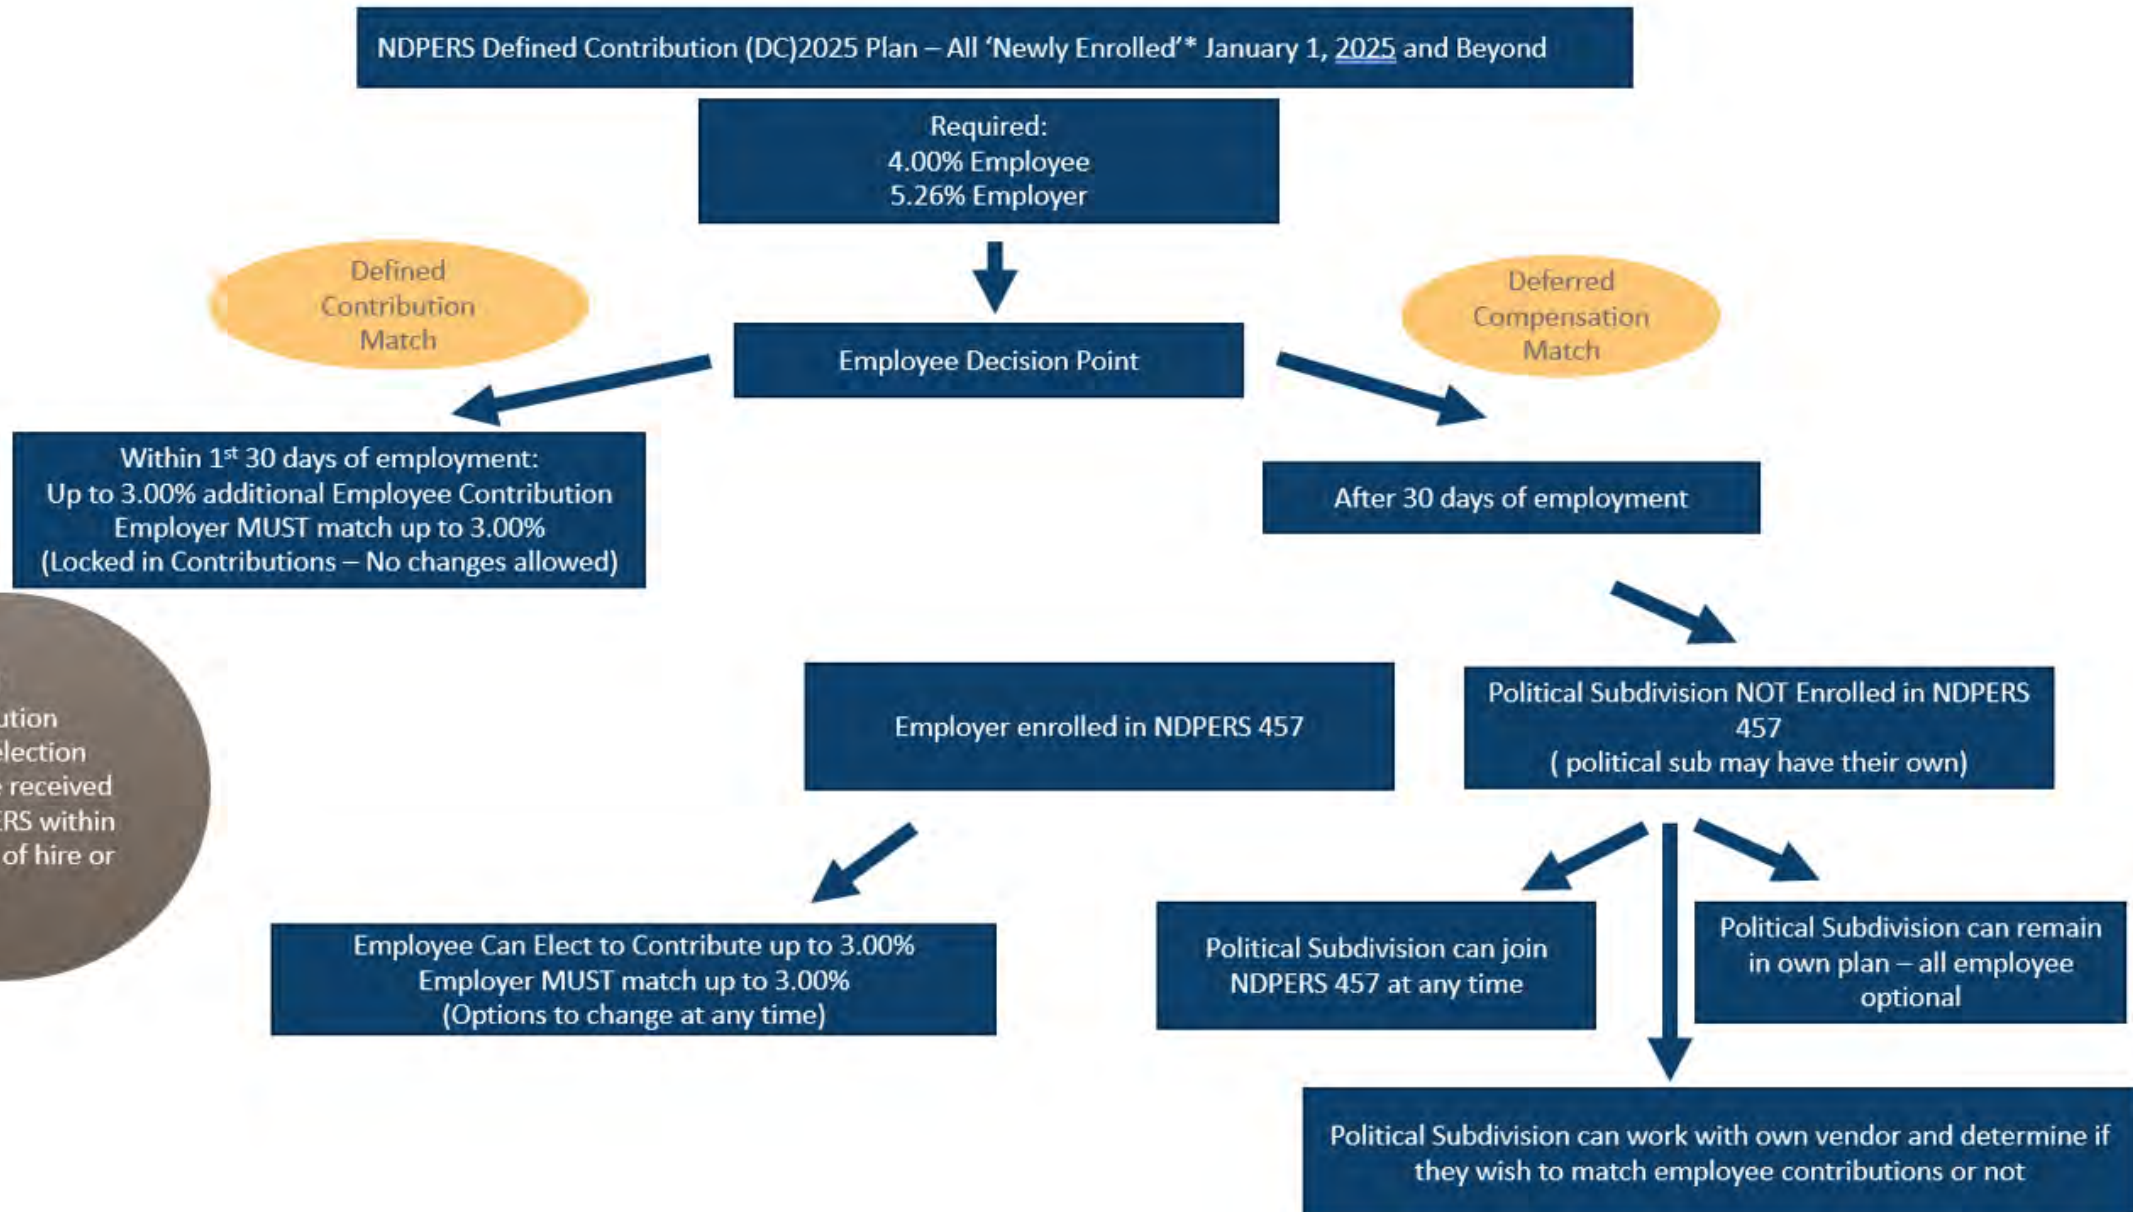 NDPERS Defined Contribution (DC)2025 Plan – All ‘Newly Enrolled’* January 1, 2025 and Beyond
Required:
4.00% Employee
5.26% Employer
Defined
Contribution
Match
Deferred
Compensation
Match
Employee Decision Point
Within 1st 30 days of employment:
Up to 3.00% additional Employee Contribution
Employer MUST match up to 3.00%
(Locked in Contributions – No changes allowed)
After 30 days of employment
election
received
within
of hire or
Employer enrolled in NDPERS 457
Political Subdivision NOT Enrolled in NDPERS
457
( political sub may have their own)
Employee Can Elect to Contribute up to 3.00%
Employer MUST match up to 3.00%
(Options to change at any time)
Political Subdivision can join
NDPERS 457 at any time
Political Subdivision can remain
in own plan – all employee
optional
Political Subdivision can work with own vendor and determine if
they wish to match employee contributions or not